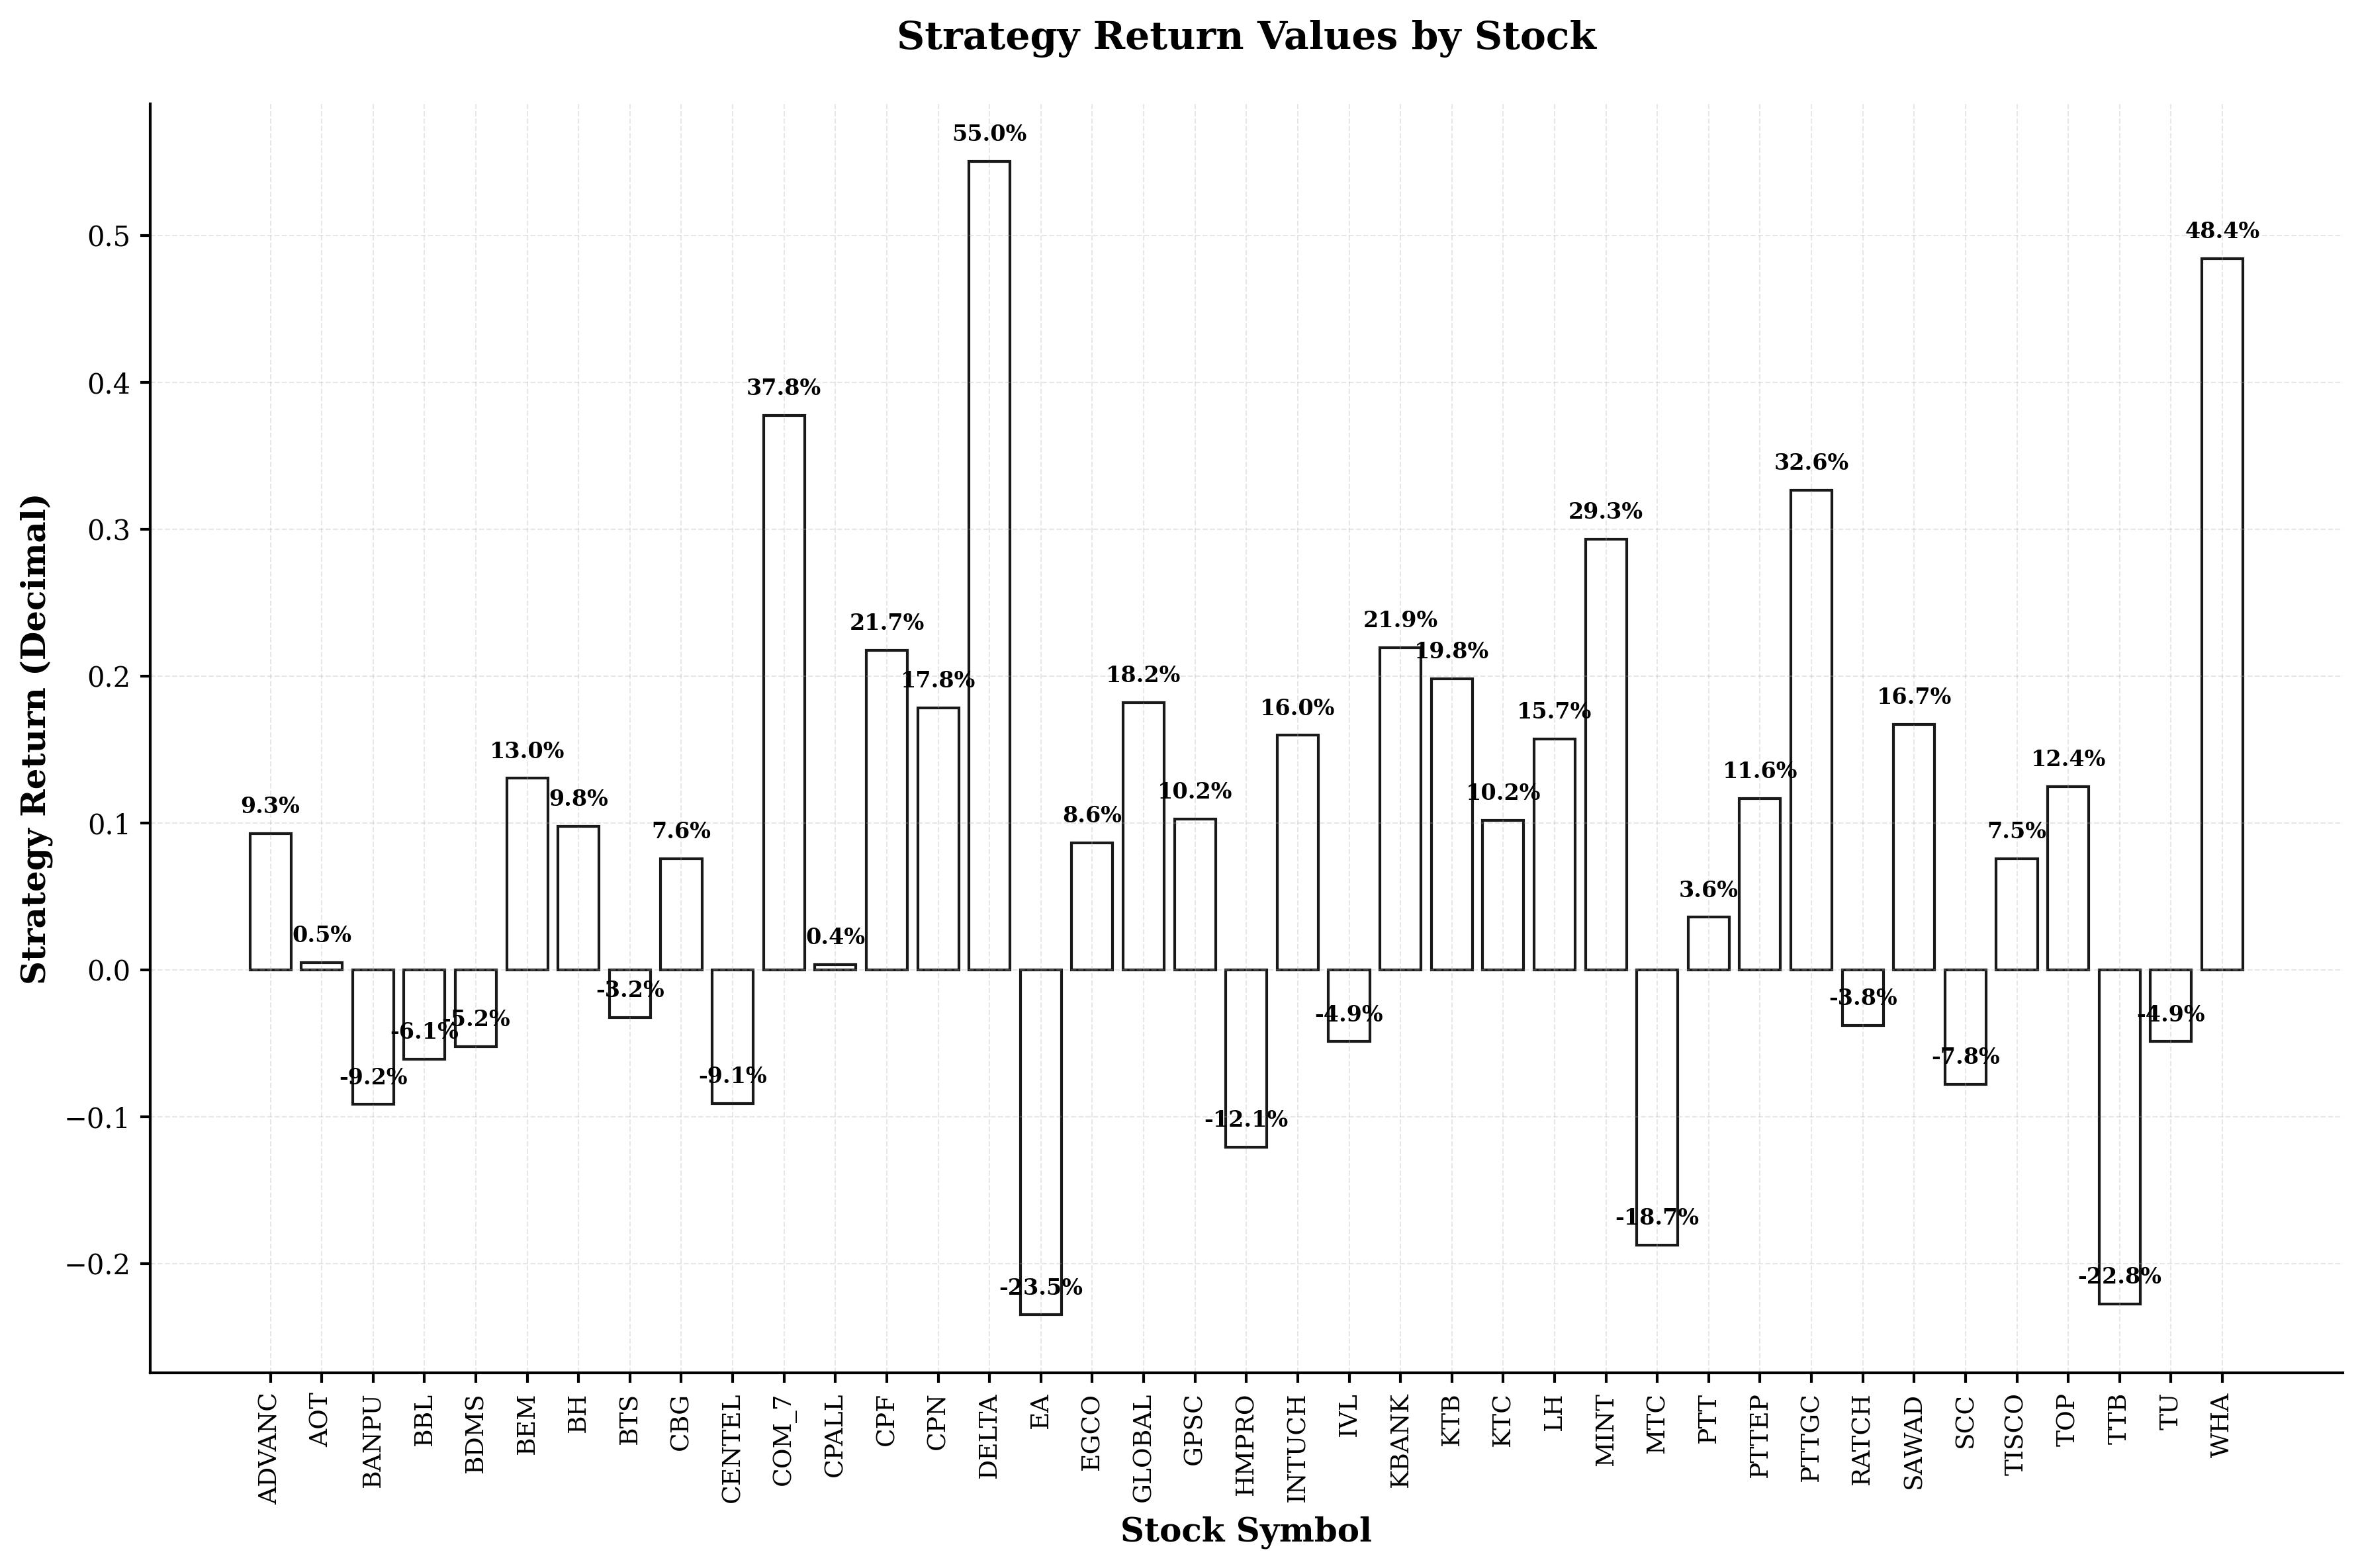 Strategy Return Values by Stock
Strategy Return (Decimal)
0.5
0.4
0.3
0.2
0.1
0.0
−0.1
−0.2
9.3%
0.5%
-9.2%
-6.1%
-5.2%
13.0%
9.8%
-3.2%
7.6%
-9.1%
37.8%
0.4%
21.7%
17.8%
55.0%
-23.5%
8.6%
18.2%
10.2%
-12.1%
16.0%
-4.9%
21.9%
19.8%
10.2%
15.7%
29.3%
-18.7%
3.6%
11.6%
32.6%
-3.8%
16.7%
-7.8%
7.5%
12.4%
-22.8%
-4.9%
48.4%
ADVANC
AOT
BANPU
BBL
BDMS
BEM
BH
BTS
CBG
CENTEL
COM_7
CPALL
CPF
CPN
DELTA
EA
EGCO
GLOBAL
GPSC
HMPRO
INTUCH
IVL
KBANK
KTB
KTC
LH
MINT
MTC
PTT
PTTEP
PTTGC
RATCH
SAWAD
SCC
TISCO
TOP
TTB
TU
WHA
Stock Symbol